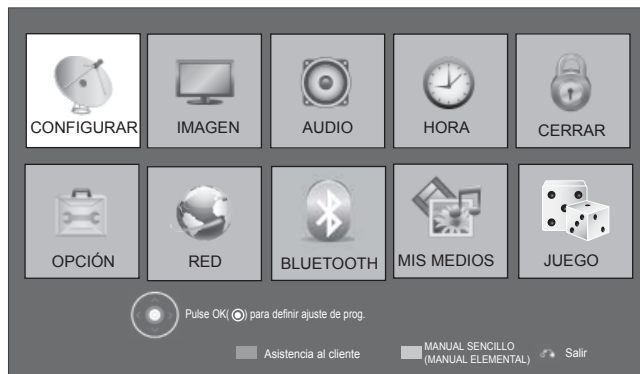 CONFIGURAR IMAGEN AUDIO HORA CERRAR
OPCIÓN RED BLUETOOTH MIS MEDIOS JUEGO
Pulse OK( ) para definir ajuste de prog.
Asistencia al cliente
MANUAL SENCILLO
(MANUAL ELEMENTAL)
Salir